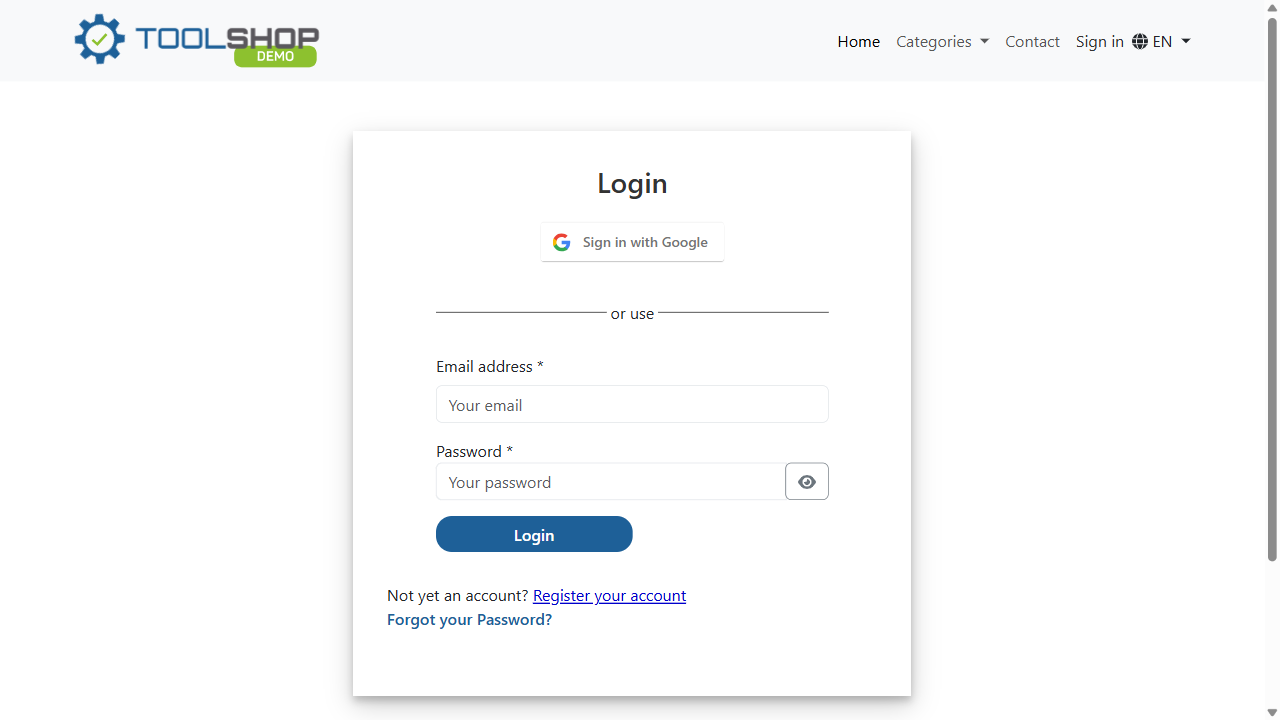 TOOLSHOP
DEMO
Home Categories Contact Sign in EN
Login
Sign in with Google
or use
Email address *
Your email
Password *
Your password
Login
Not yet an account? Register your account
Forgot your Password?